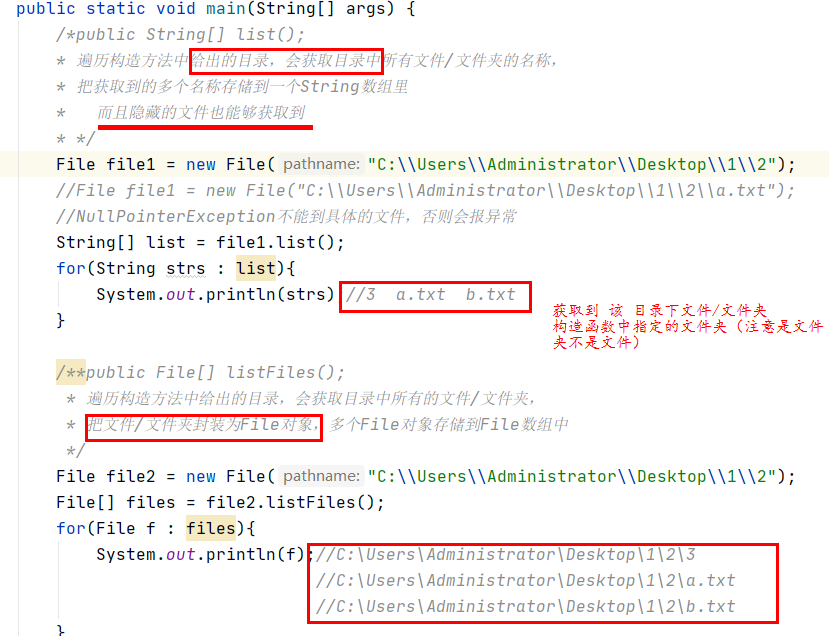 public static void main(String[] args) {
/*public String[] list();
* 遍历构造方法中给出的目录，会获取目录中所有文件/文件夹的名称，
* 把获取到的多个名称存储到一个String数组里
* 而且隐藏的文件也能够获取到
* */
File file1 = new File( pathname: "C:\\Users\\Administrator\\Desktop\\1\\2");
//File file1 = new File("C:\\Users\\Administrator\\Desktop\\1\\2\\a.txt");
//NullPointerException不能到具体的文件，否则会报异常
String[] list = file1.list();
for(String strs : list){
System.out.println(strs) //3 a.txt b.txt
}
获取到 该 目录下文件/文件夹
构造函数中指定的文件夹（注意是文件
夹不是文件）
/**public File[] listFiles();
* 遍历构造方法中给出的目录，会获取目录中所有的文件/文件夹，
* 把文件/文件夹封装为File对象，多个File对象存储到File数组中
*/
File file2 = new File( pathname: "C:\\Users\\Administrator\\Desktop\\1\\2");
File[] files = file2.listFiles();
for(File f : files){
System.out.println(f);//C:\Users\Administrator\Desktop\1\2\3
//C:\Users\Administrator\Desktop\1\2\a.txt
//C:\Users\Administrator\Desktop\1\2\b.txt
}